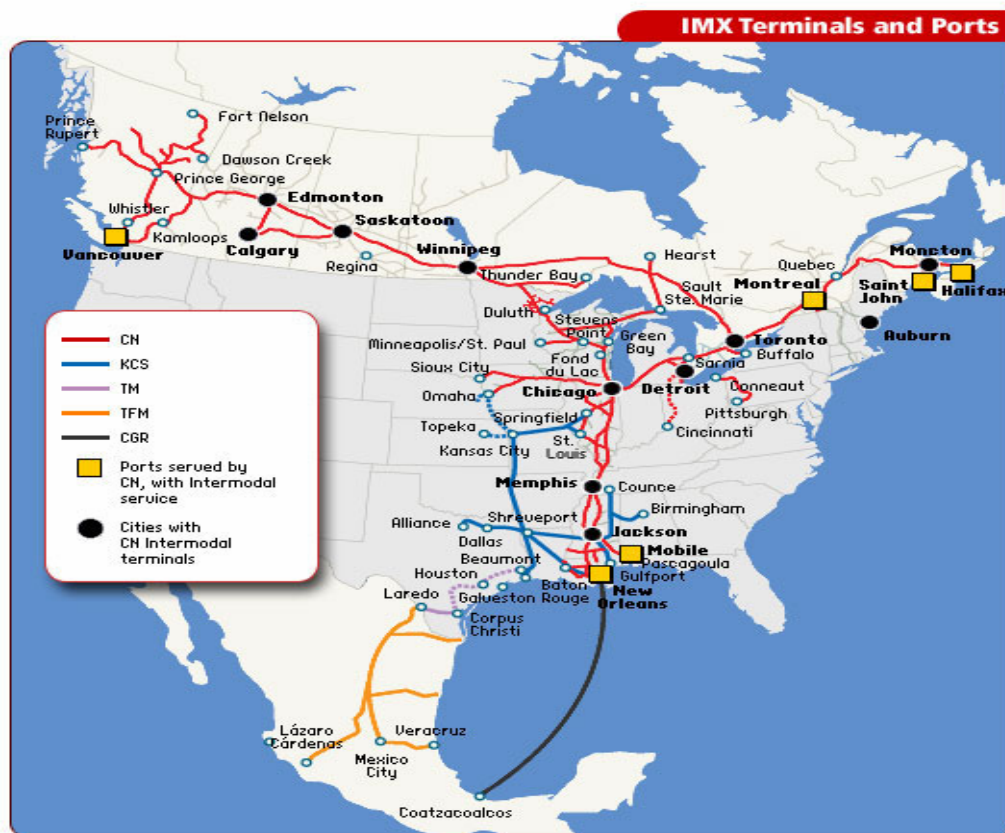 IMX Terminals and Ports
Fort Nelson
Prince
Rupert
Dawson Creek
Prince George
Edmonton
Whistler
Saskatoon
Vancouver
Kamloops
Calgary
Regina
Winnipeg
Thunder Bay
Hearst
Sault
Ste. Marie
Quebec
Moncton
Montreal
Saint
John
Halifax
Auburn
Duluth
Stevens
Point
Minneapolis/St. Paul
Green
Bay
Fond
du Lac
Toronto
Buffalo
Sarnia
Sioux City
Chicago
Detroit
Conneaut
Omaha
Springfield
Pittsburgh
Topeka
Kansas City
St.
Louis
Cincinnati
Memphis
Counce
Birmingham
Alliance
Shreveport
Dallas
Jackson
Mobile
Beaumont
Pascagoula
Houston
Baton
Rouge
Gulfport
Galveston
New
Orleans
Laredo
Corpus
Christi
Lázaro
Cárdenas
Veracruz
Mexico
City
Coatzacoalcos
CN
KCS
TM
TFM
CGR
Ports served by
CN, with Intermodal
service
Cities with
CN Intermodal
terminals